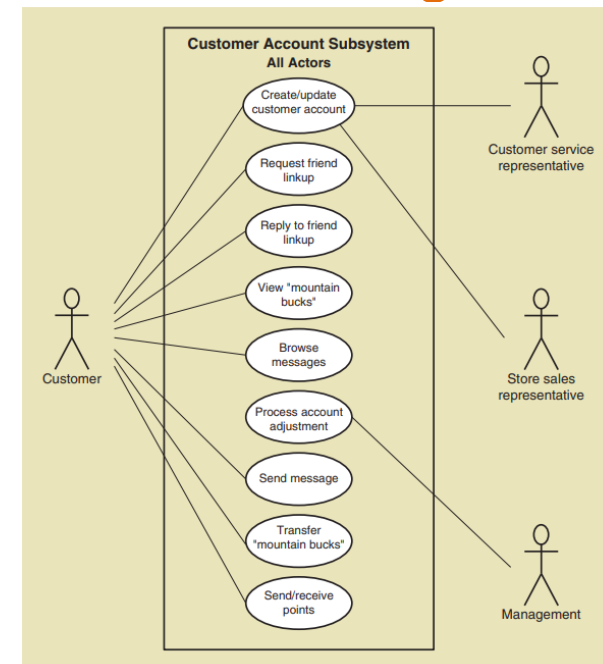 Customer Account Subsystem
All Actors
Create/update
customer account
Request friend
linkup
Reply to friend
linkup
View "mountain
bucks"
Browse
messages
Process account
adjustment
Send message
Transfer
"mountain bucks"
Send/receive
points
Customer
Customer service
representative
Store sales
representative
Management